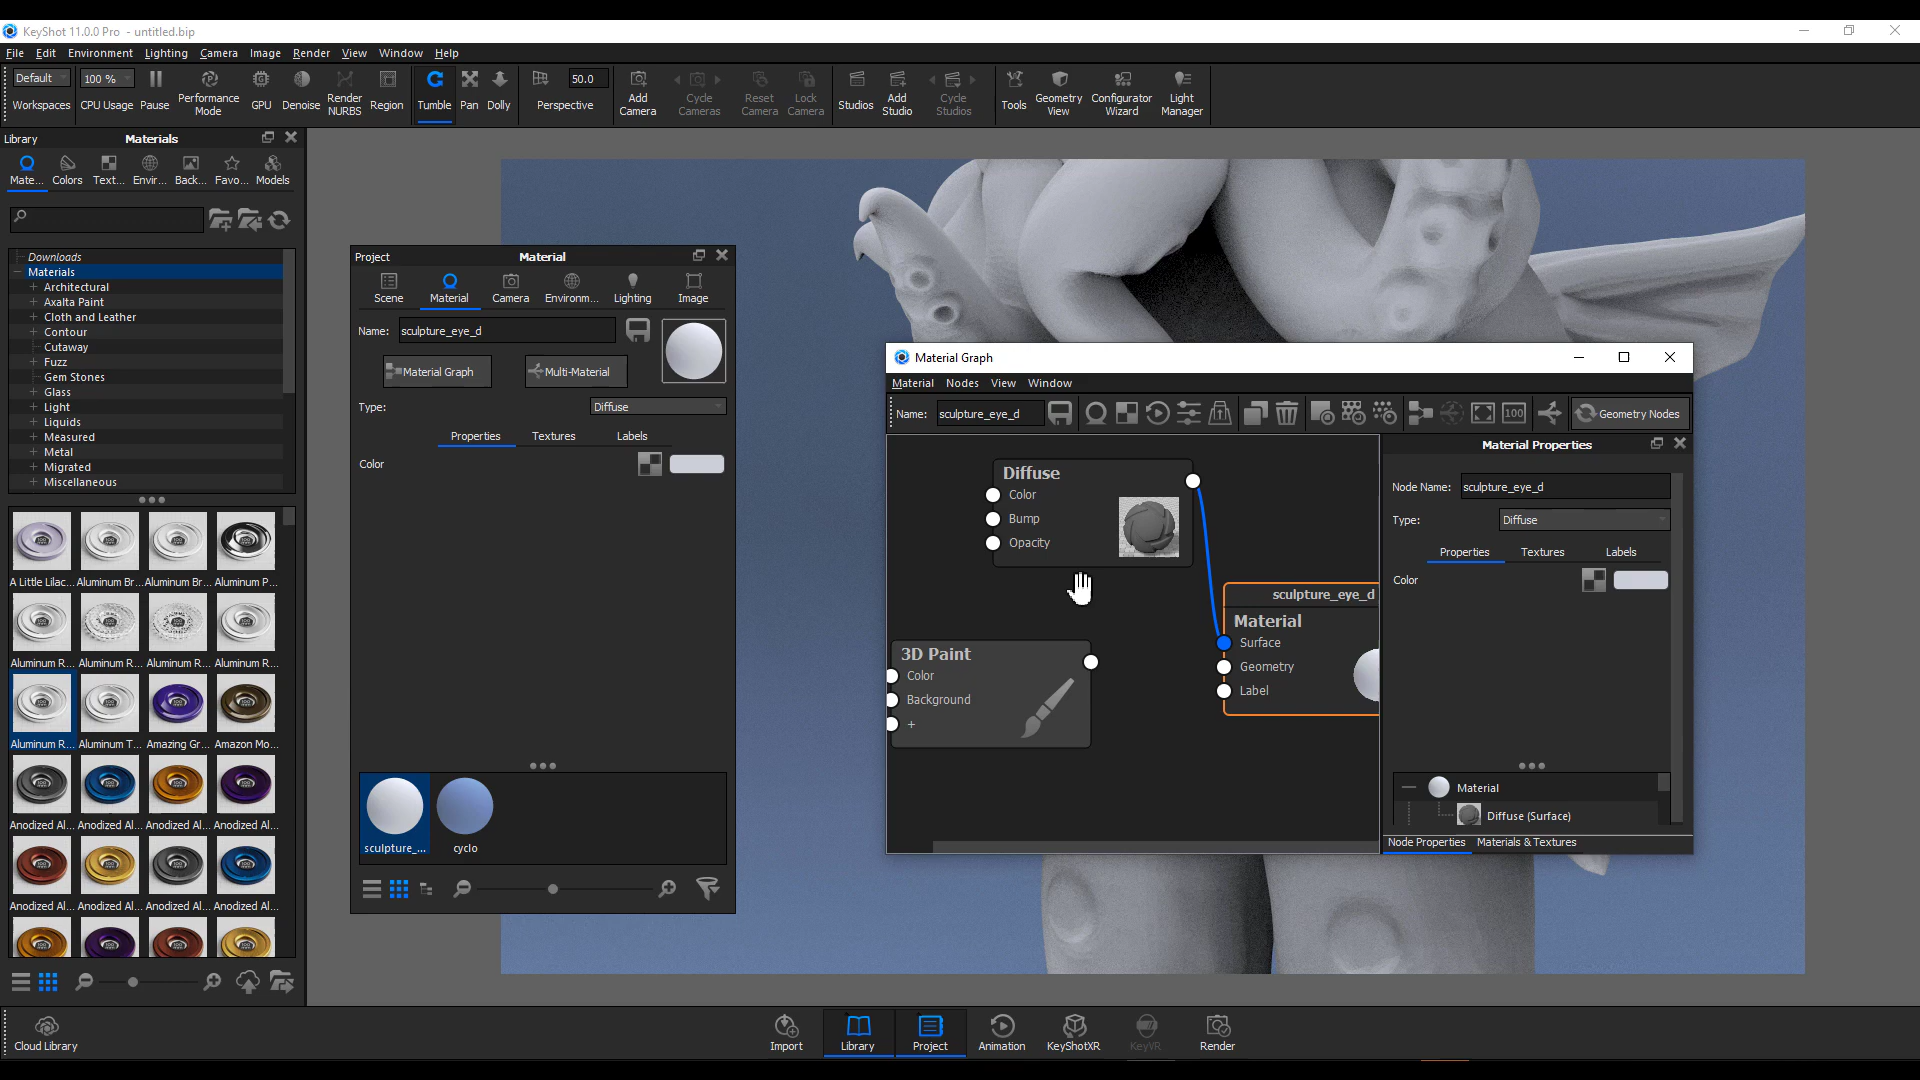 KeyShot 11.0.0 Pro - untitled.bip
File Edit Environment Lighting Camera Image Render View Window Help
Default 100 % 50.0
Workspaces CPU Usage Pause Performance Mode GPU Denoise Render NURBS Region Tumble Pan Dolly Perspective Add Camera Cycle Cameras Reset Camera Lock Camera Studios Add Studio Cycle Studios Tools Geometry View Configurator Wizard Light Manager
Library Materials
Mate... Colors Text... Envir... Back... Favo... Models
Downloads
Materials
Architectural
Axalta Paint
Cloth and Leather
Contour
Cutaway
Fuzz
Gem Stones
Glass
Light
Liquids
Measured
Metal
Migrated
Miscellaneous
A Little Lilac... Aluminum Br... Aluminum Br... Aluminum P...
Aluminum R... Aluminum R... Aluminum R... Aluminum R...
Aluminum R... Aluminum T... Amazing Gr... Amazon Mo...
Anodized Al... Anodized Al... Anodized Al... Anodized Al...
Anodized Al... Anodized Al... Anodized Al... Anodized Al...
Project Material
Scene Material Camera Environm... Lighting Image
Name: sculpture_eye_d
Material Graph Multi-Material
Type: Diffuse
Properties Textures Labels
Color
sculpture_... cyclo
Material Graph
Material Nodes View Window
Name: sculpture_eye_d 100 Geometry Nodes
Diffuse
Color
Bump
Opacity
3D Paint
Color
Background
+
sculpture_eye_d
Material
Surface
Geometry
Label
Material Properties
Node Name: sculpture_eye_d
Type: Diffuse
Properties Textures Labels
Color
Material
Diffuse (Surface)
Node Properties Materials & Textures
Cloud Library Import Library Project Animation KeyShotXR KeyVR Render